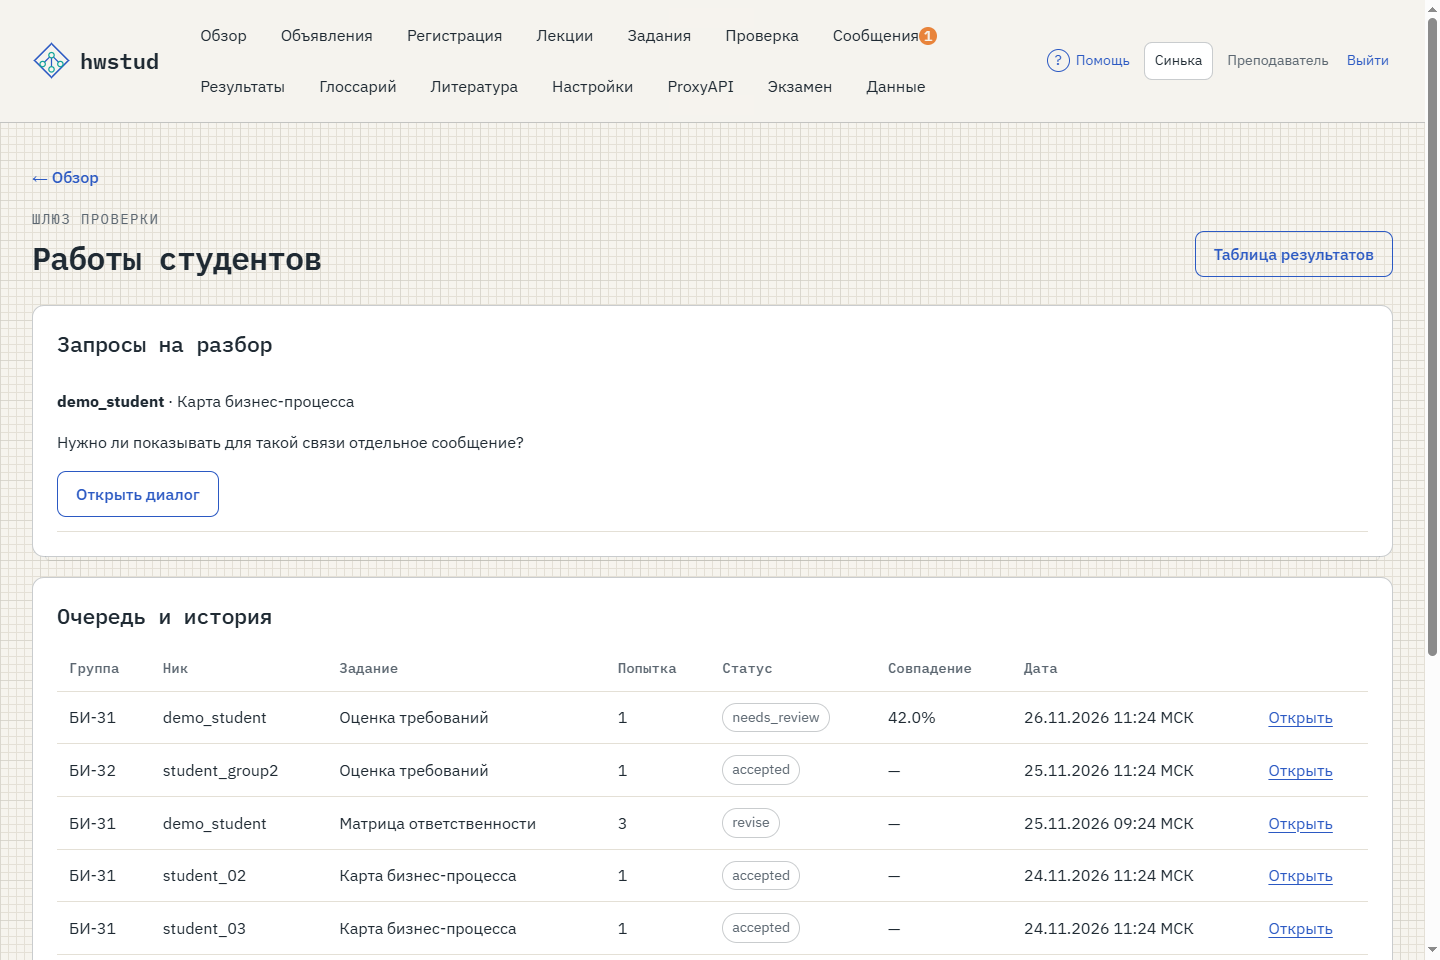 hwstud
Обзор Объявления Регистрация Лекции Задания Проверка Сообщения 1
Результаты Глоссарий Литература Настройки ProxyAPI Экзамен Данные
? Помощь Синька Преподаватель Выйти
← Обзор
ШЛЮЗ ПРОВЕРКИ
Работы студентов
Таблица результатов
Запросы на разбор
demo_student · Карта бизнес-процесса
Нужно ли показывать для такой связи отдельное сообщение?
Открыть диалог
Очередь и история
Группа Ник Задание Попытка Статус Совпадение Дата
БИ-31 demo_student Оценка требований 1 needs_review 42.0% 26.11.2026 11:24 МСК Открыть
БИ-32 student_group2 Оценка требований 1 accepted — 25.11.2026 11:24 МСК Открыть
БИ-31 demo_student Матрица ответственности 3 revise — 25.11.2026 09:24 МСК Открыть
БИ-31 student_02 Карта бизнес-процесса 1 accepted — 24.11.2026 11:24 МСК Открыть
БИ-31 student_03 Карта бизнес-процесса 1 accepted — 24.11.2026 11:24 МСК Открыть